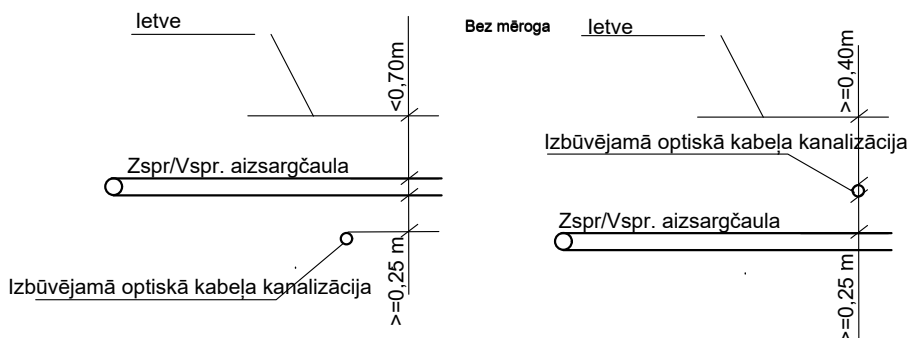 Ietve
<0,70m
Zspr/Vspr. aizsargčaula
Izbūvējamā optiskā kabeļa kanalizācija
>=0,25 m
Bez mēroga
Ietve
>=0,40m
Izbūvējamā optiskā kabeļa kanalizācija
Zspr/Vspr. aizsargčaula
>=0,25 m